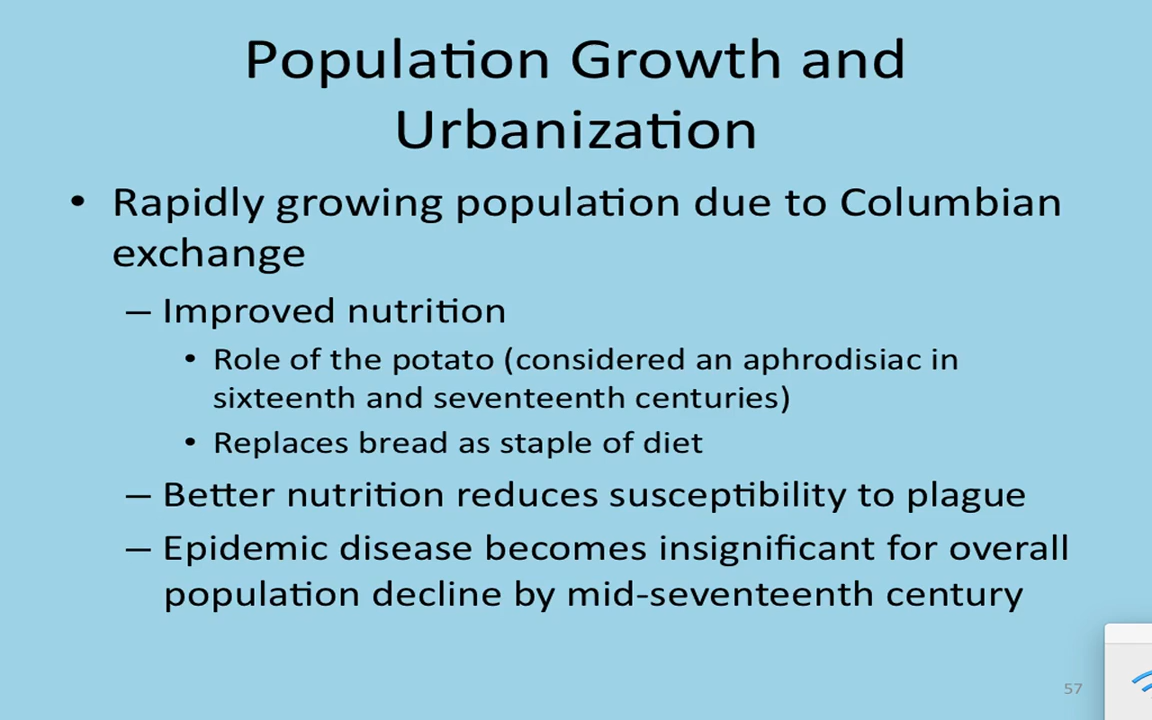 Population Growth and
Urbanization
• Rapidly growing population due to Columbian
exchange
– Improved nutrition
• Role of the potato (considered an aphrodisiac in
sixteenth and seventeenth centuries)
• Replaces bread as staple of diet
– Better nutrition reduces susceptibility to plague
– Epidemic disease becomes insignificant for overall
population decline by mid-seventeenth century
57